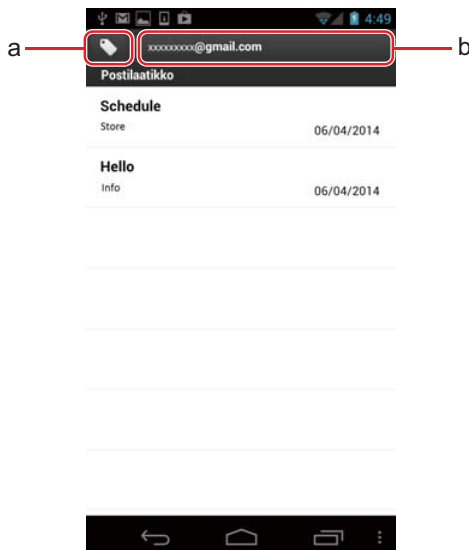 4:49
a
xxxxxxxxx@gmail.com
b
Postilaatikko
Schedule
Store
06/04/2014
Hello
Info
06/04/2014